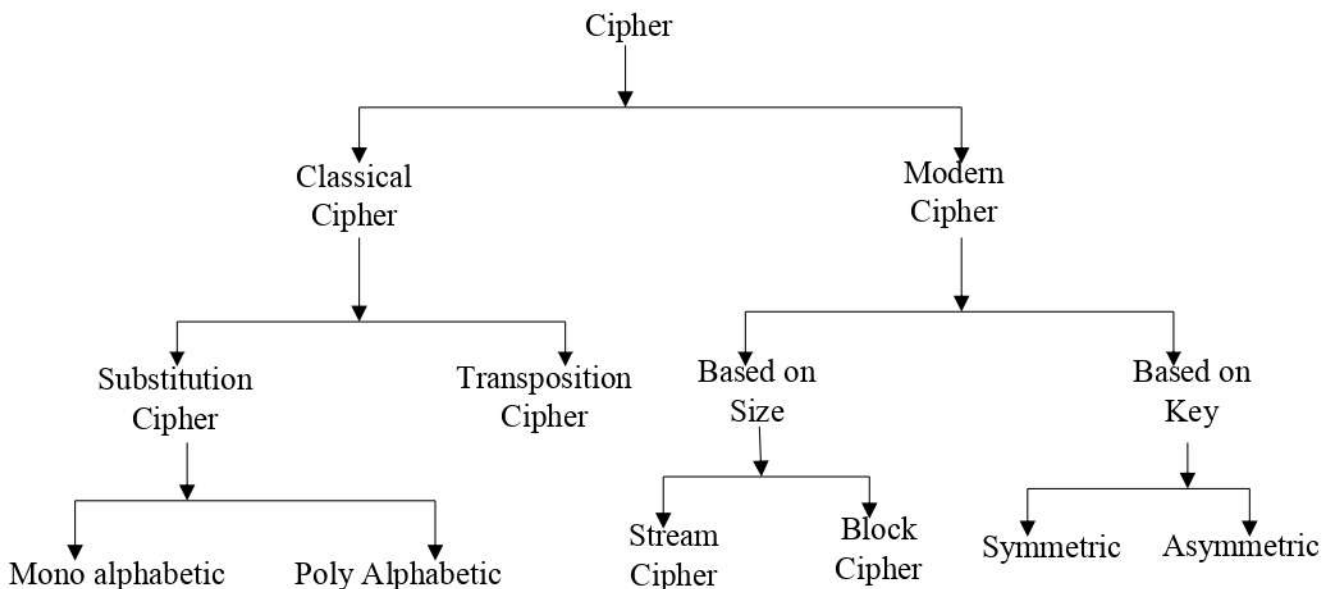 Cipher
Classical
Cipher
Modern
Cipher
Substitution
Cipher
Transposition
Cipher
Based on
Size
Based on
Key
Mono alphabetic
Poly Alphabetic
Stream
Cipher
Block
Cipher
Symmetric
Asymmetric